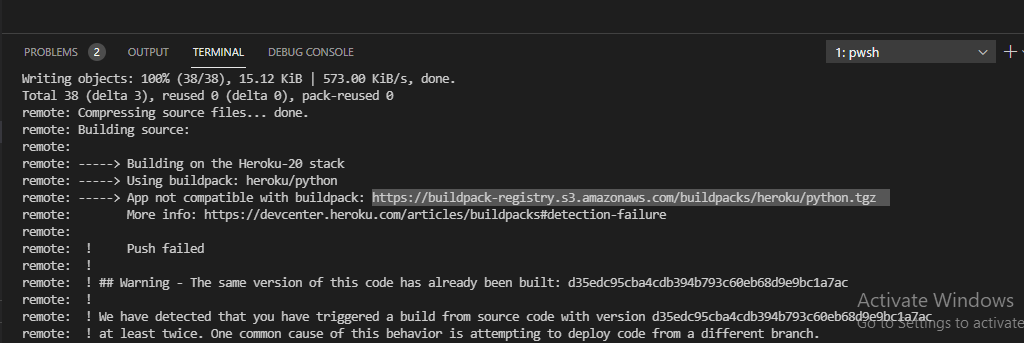 PROBLEMS 2 OUTPUT TERMINAL DEBUG CONSOLE 1: pwsh
Writing objects: 100% (38/38), 15.12 KiB | 573.00 KiB/s, done.
Total 38 (delta 3), reused 0 (delta 0), pack-reused 0
remote: Compressing source files... done.
remote: Building source:
remote:
remote: -----> Building on the Heroku-20 stack
remote: -----> Using buildpack: heroku/python
remote: -----> App not compatible with buildpack: https://buildpack-registry.s3.amazonaws.com/buildpacks/heroku/python.tgz
remote:        More info: https://devcenter.heroku.com/articles/buildpacks#detection-failure
remote:
remote:  !     Push failed
remote:  !
remote:  ! ## Warning - The same version of this code has already been built: d35edc95cba4cdb394b793c60eb68d9e9bc1a7ac
remote:  !
remote:  ! We have detected that you have triggered a build from source code with version d35edc95cba4cdb394b793c60eb68d9e9bc1a7ac
remote:  ! at least twice. One common cause of this behavior is attempting to deploy code from a different branch.
Activate Windows
Go to Settings to activate